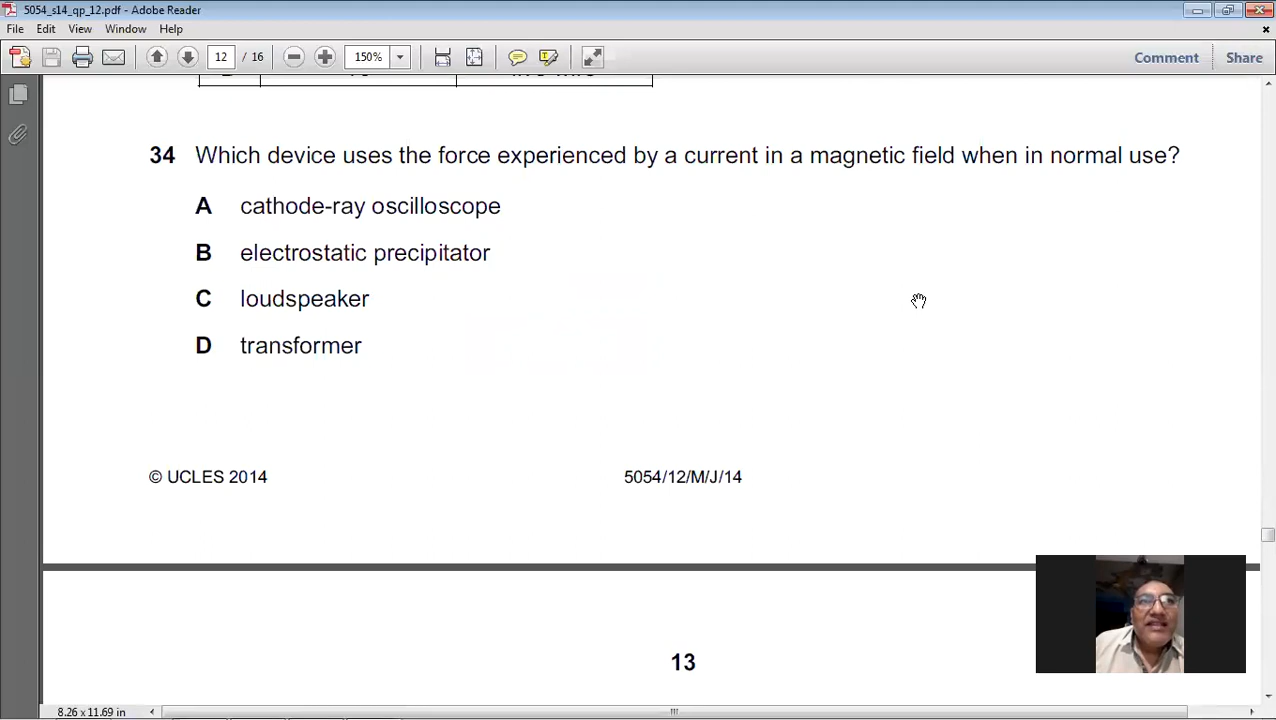 5054_s14_qp_12.pdf - Adobe Reader
File Edit View Window Help
12 / 16 150% Comment Share
34 Which device uses the force experienced by a current in a magnetic field when in normal use?
A cathode-ray oscilloscope
B electrostatic precipitator
C loudspeaker
D transformer
© UCLES 2014 5054/12/M/J/14
13
8.26 x 11.69 in